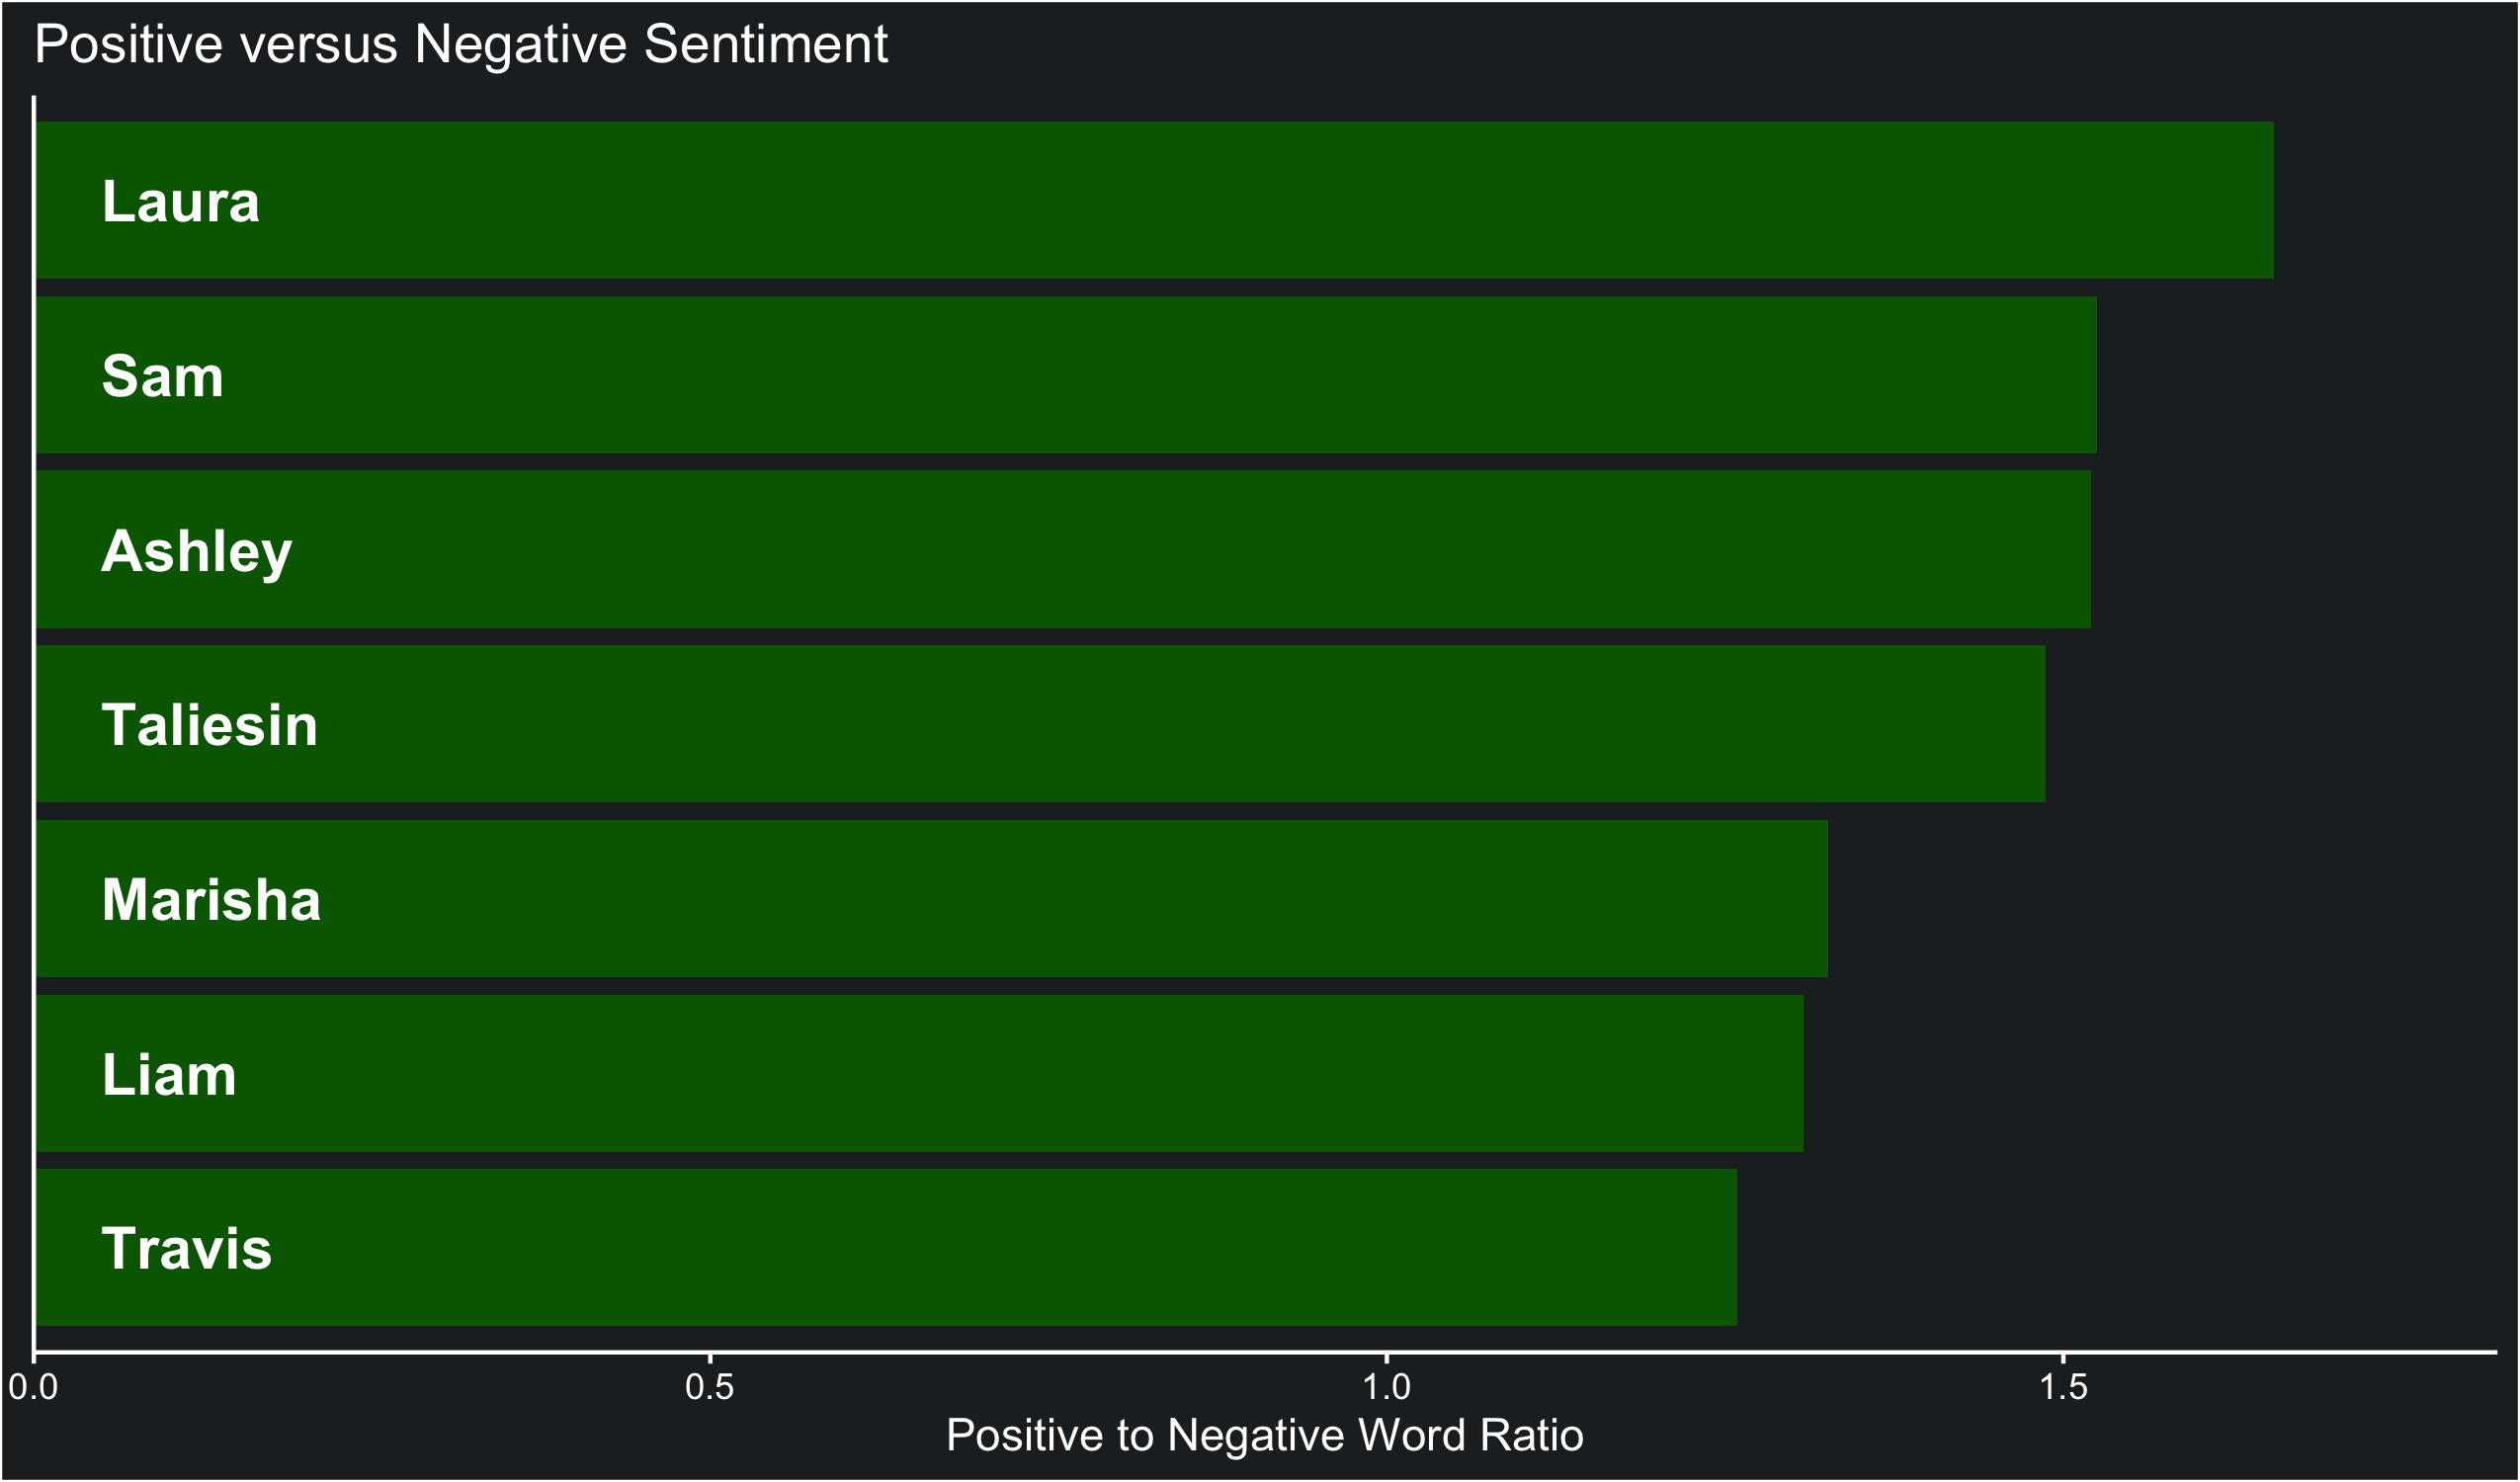 Positive versus Negative Sentiment
Laura
Sam
Ashley
Taliesin
Marisha
Liam
Travis
0.0 0.5 1.0 1.5
Positive to Negative Word Ratio